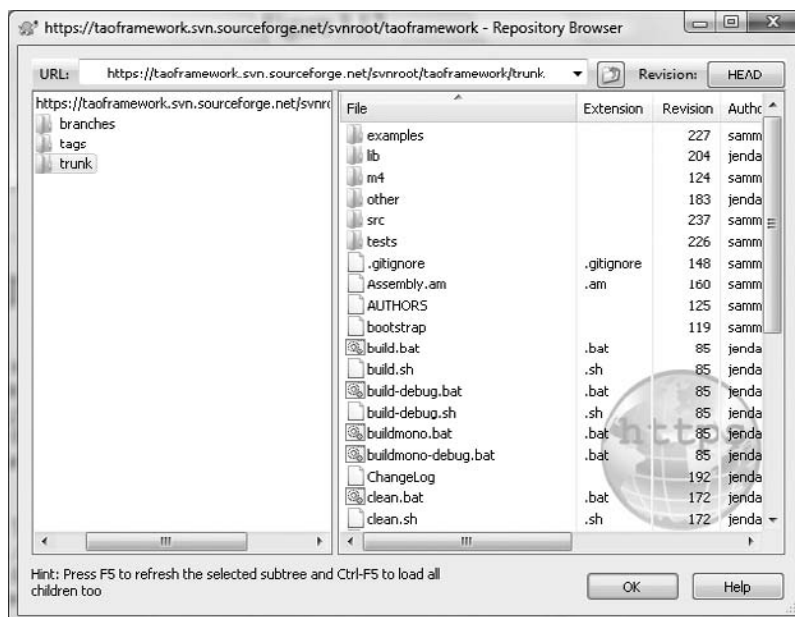 https://taoframework.svn.sourceforge.net/svnroot/taoframework - Repository Browser
URL: https://taoframework.svn.sourceforge.net/svnroot/taoframework/trunk Revision: HEAD
https://taoframework.svn.sourceforge.net/svnr
branches
tags
trunk
File Extension Revision Autho
examples 227 samm
lib 204 jenda
m4 124 samm
other 183 jenda
src 237 samm
tests 226 samm
.gitignore .gitignore 148 samm
Assembly.am .am 160 samm
AUTHORS 125 samm
bootstrap 119 samm
build.bat .bat 85 jenda
build.sh .sh 85 jenda
build-debug.bat .bat 85 jenda
build-debug.sh .sh 85 jenda
buildmono.bat .bat 85 jenda
buildmono-debug.bat .bat 85 jenda
ChangeLog 192 jenda
clean.bat .bat 172 jenda
clean.sh .sh 172 jenda
https
Hint: Press F5 to refresh the selected subtree and Ctrl-F5 to load all
children too
OK Help